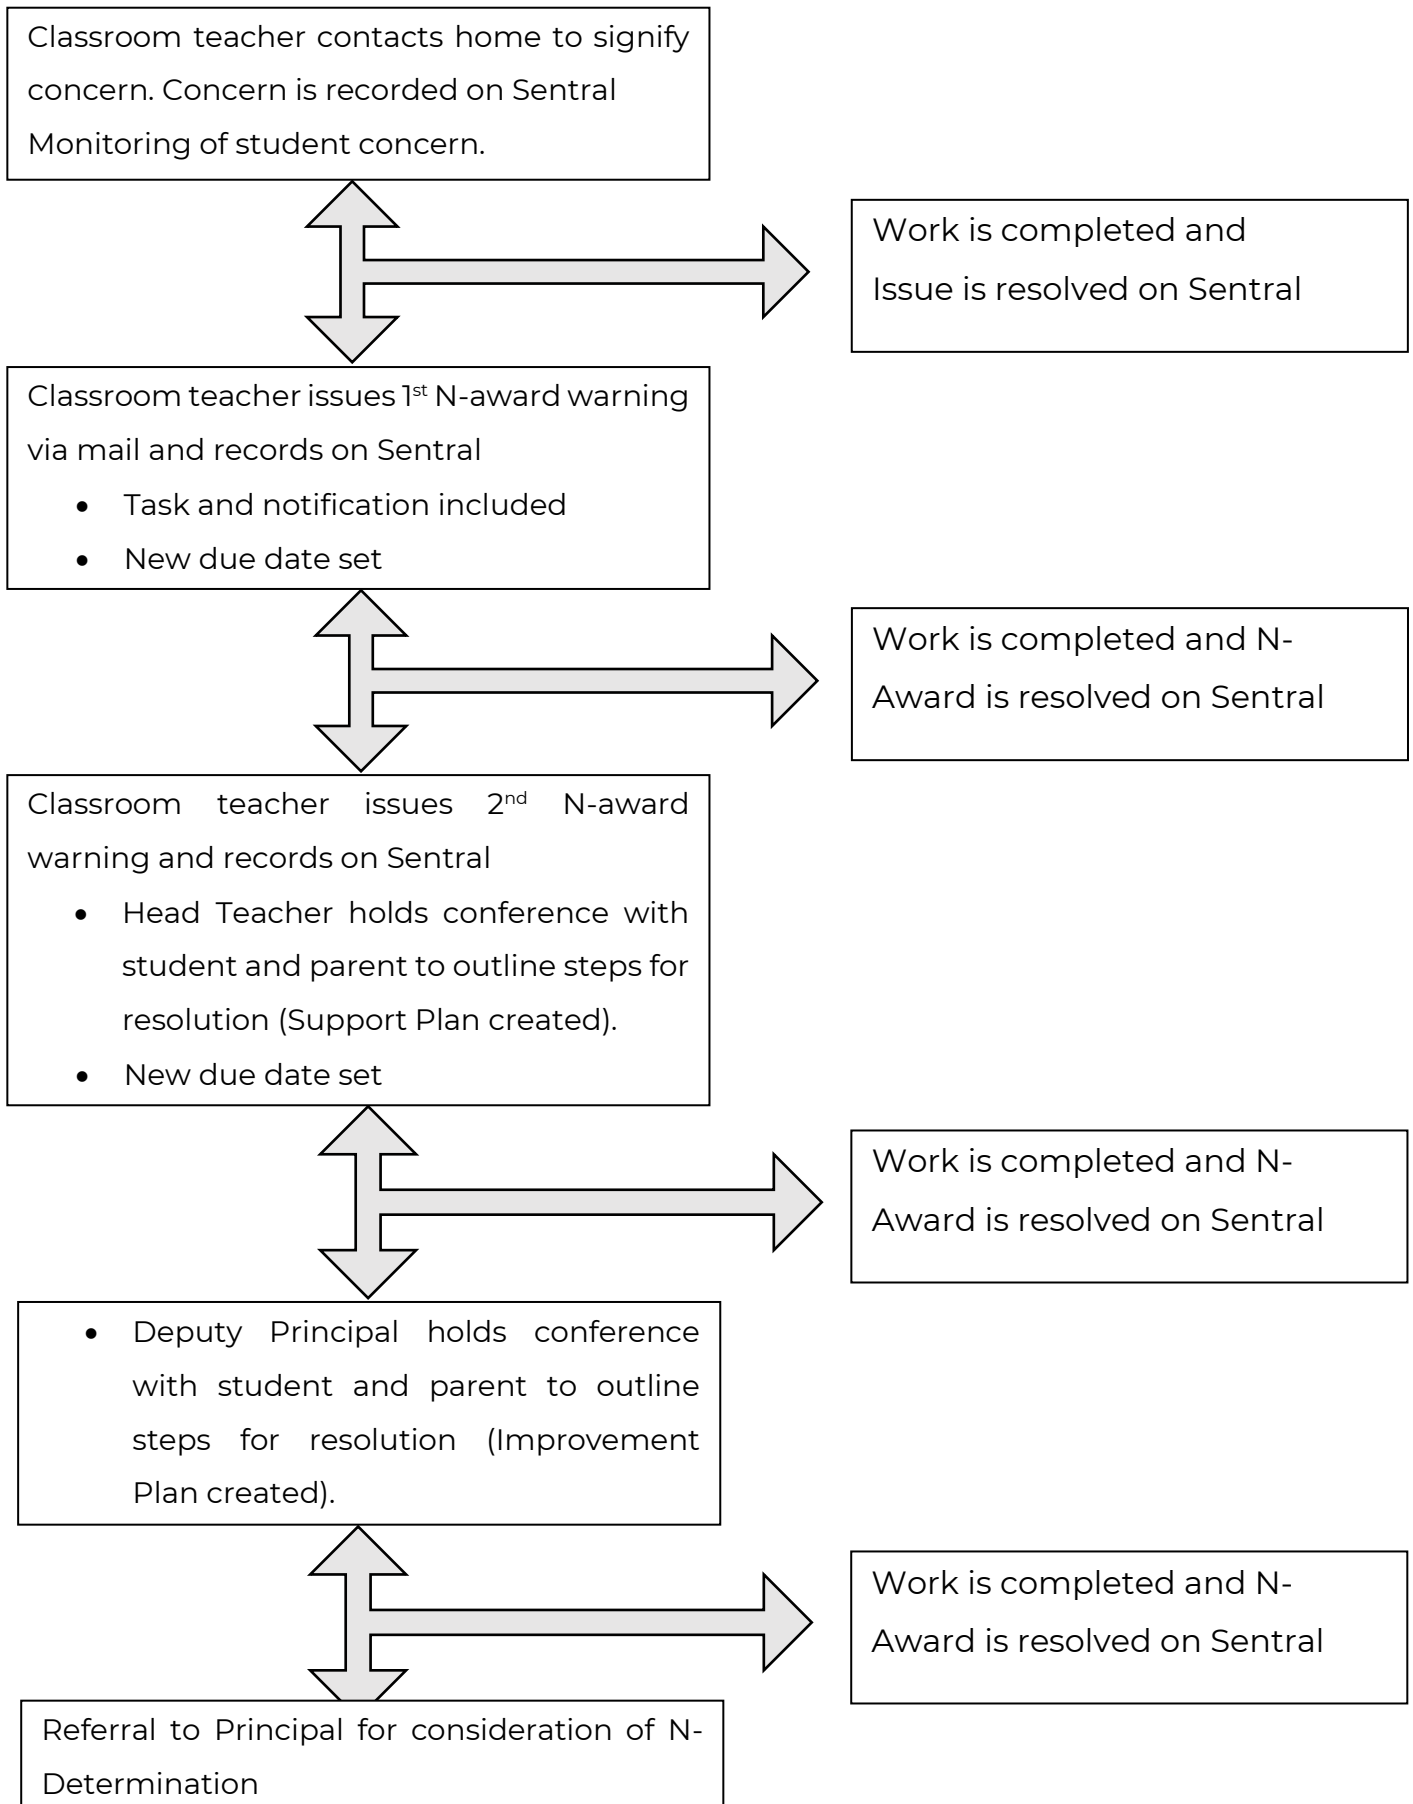 Classroom teacher contacts home to signify
concern. Concern is recorded on Sentral
Monitoring of student concern.
Work is completed and
Issue is resolved on Sentral
Classroom teacher issues 1st N-award warning
via mail and records on Sentral
• Task and notification included
• New due date set
Work is completed and N-
Award is resolved on Sentral
Classroom teacher issues 2nd N-award
warning and records on Sentral
• Head Teacher holds conference with
student and parent to outline steps for
resolution (Support Plan created).
• New due date set
Work is completed and N-
Award is resolved on Sentral
• Deputy Principal holds conference
with student and parent to outline
steps for resolution (Improvement
Plan created).
Work is completed and N-
Award is resolved on Sentral
Referral to Principal for consideration of N-
Determination